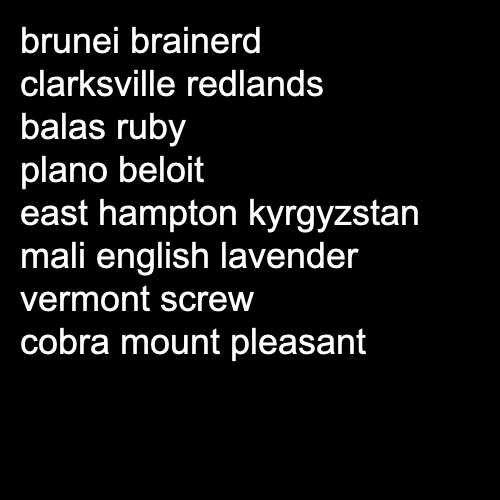 brunei brainerd
clarksville redlands
balas ruby
plano beloit
east hampton kyrgyzstan
mali english lavender
vermont screw
cobra mount pleasant